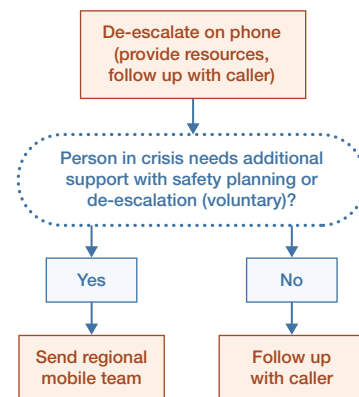 De-escalate on phone
(provide resources,
follow up with caller)
Person in crisis needs additional
support with safety planning or
de-escalation (voluntary)?
Yes
No
Send regional
mobile team
Follow up
with caller